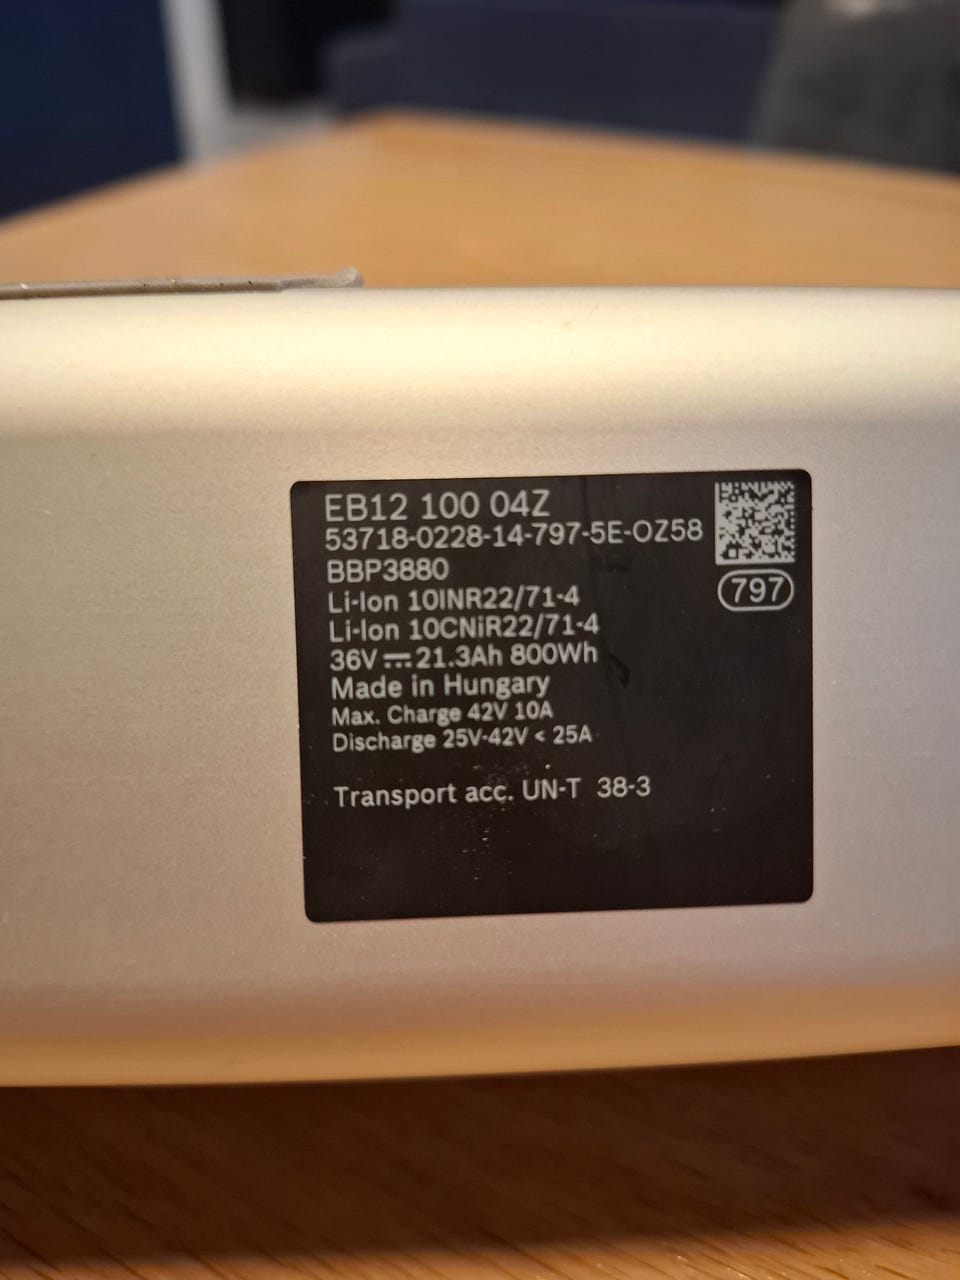 EB12 100 04Z
53718-0228-14-797-5E-OZ58
BBP3880
797
Li-Ion 10INR22/71-4
Li-Ion 10CNiR22/71-4
36V ⎓ 21.3Ah 800Wh
Made in Hungary
Max. Charge 42V 10A
Discharge 25V-42V < 25A
Transport acc. UN-T 38-3